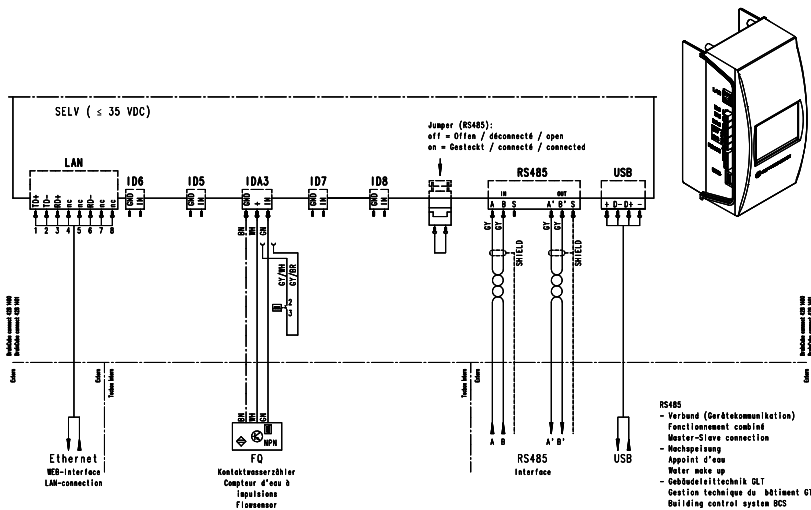 SELV ( ≤ 35 VDC)
Jumper (RS485):
off = Offen / déconnecté / open
on = Gesteckt / connecté / connected
LAN
ID6
ID5
IDA3
ID7
ID8
RS485
USB
IN
OUT
TD+ TD- RD+ nc nc RD- nc nc
GND IN
GND IN
GND + IN
GND IN
GND IN
A B S A' B' S
+ D- D+ -
1 2 3 4 5 6 7 8
BN WH GN
GY/WH
GY/BR
2
3
GY GY
SHIELD
GY GY
SHIELD
Extern
Extern
Extern
Extern
BN WH GN
NPN
A B A' B'
Ethernet
WEB-Interface
LAN-connection
FQ
Kontaktwasserzähler
Compteur d'eau à
impulsions
Flowsensor
RS485
Interface
USB
RS485
- Verbund (Gerätekommunikation)
Fonctionnement combiné
Master-Slave connection
- Nachspeisung
Appoint d'eau
Water make up
- Gebäudeleittechnik GLT
Gestion technique du bâtiment GT
Building control system BCS